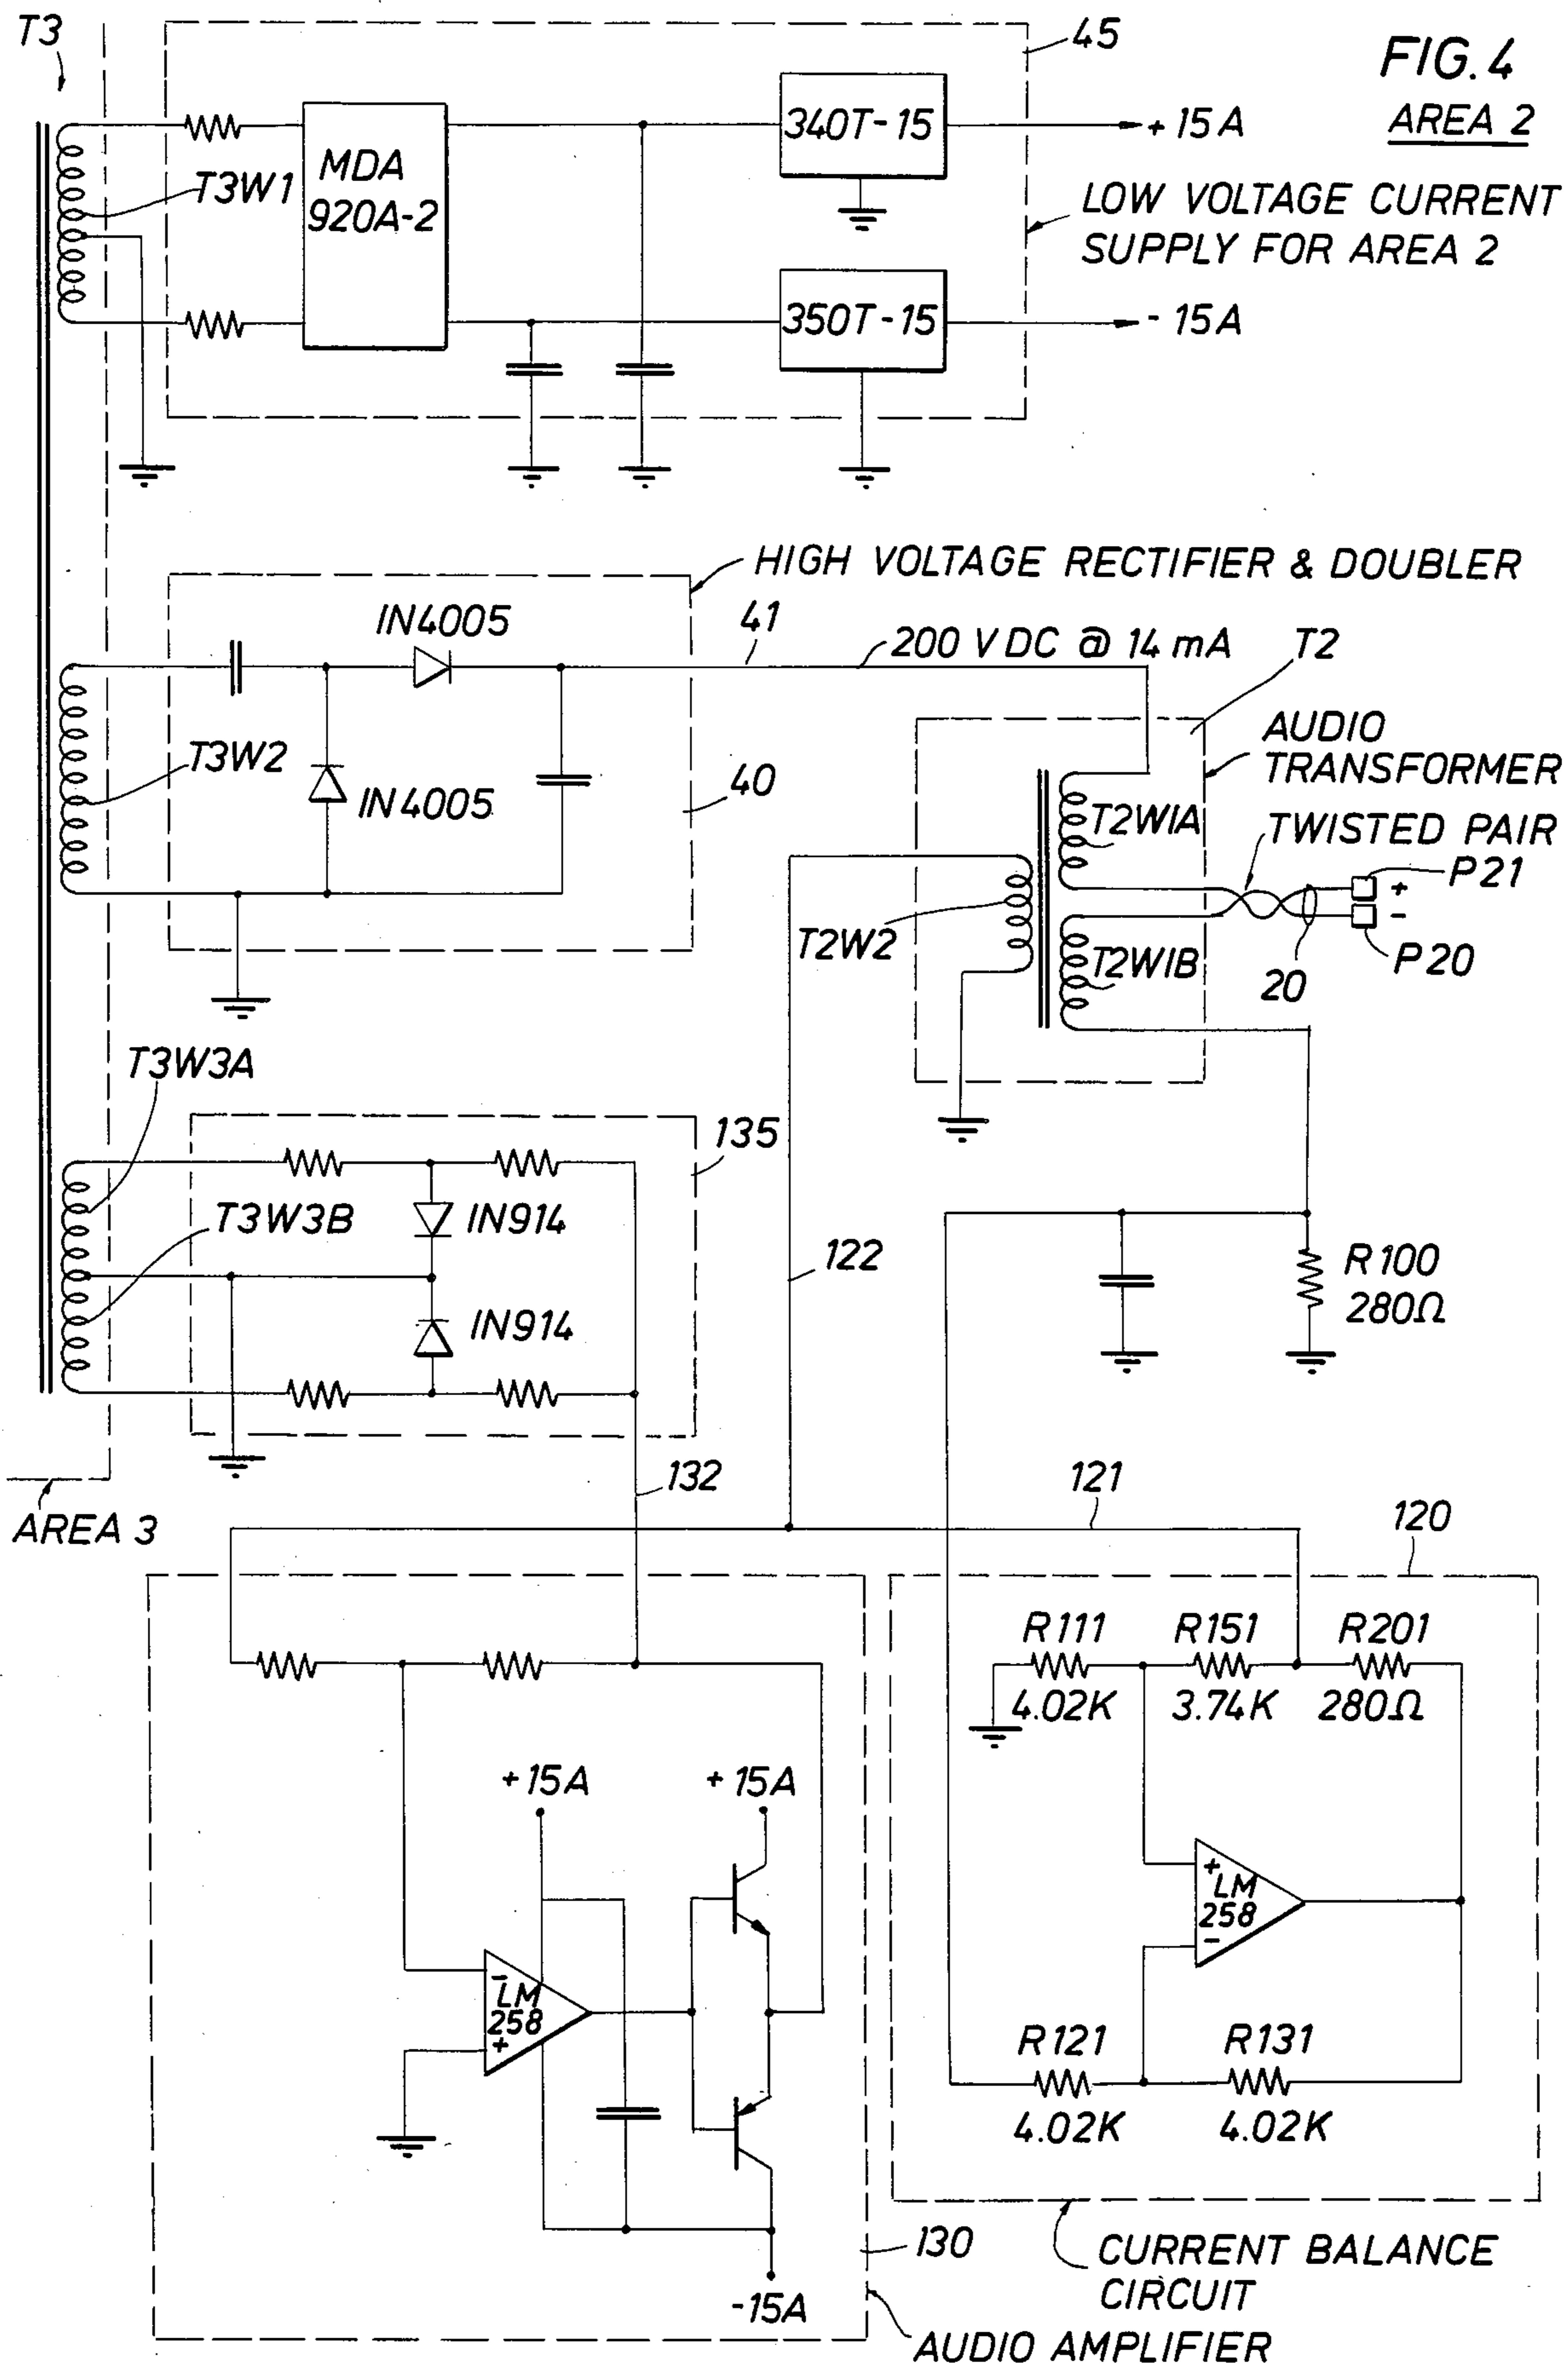 T3
45
FIG. 4
AREA 2
340T-15
+ 15A
MDA
920A-2
T3W1
LOW VOLTAGE CURRENT
SUPPLY FOR AREA 2
350T-15
- 15A
HIGH VOLTAGE RECTIFIER & DOUBLER
IN4005
41
200 VDC @ 14 mA
T2
AUDIO
TRANSFORMER
T3W2
IN4005
40
T2W1A
TWISTED PAIR
P21
+
-
T2W2
T2W1B
20
P20
T3W3A
135
T3W3B
IN914
122
R100
280Ω
IN914
132
121
120
AREA 3
R111
R151
R201
4.02K
3.74K
280Ω
+15A
+15A
+
LM
258
-
-
LM
258
+
R121
R131
4.02K
4.02K
130
CURRENT BALANCE
CIRCUIT
-15A
AUDIO AMPLIFIER